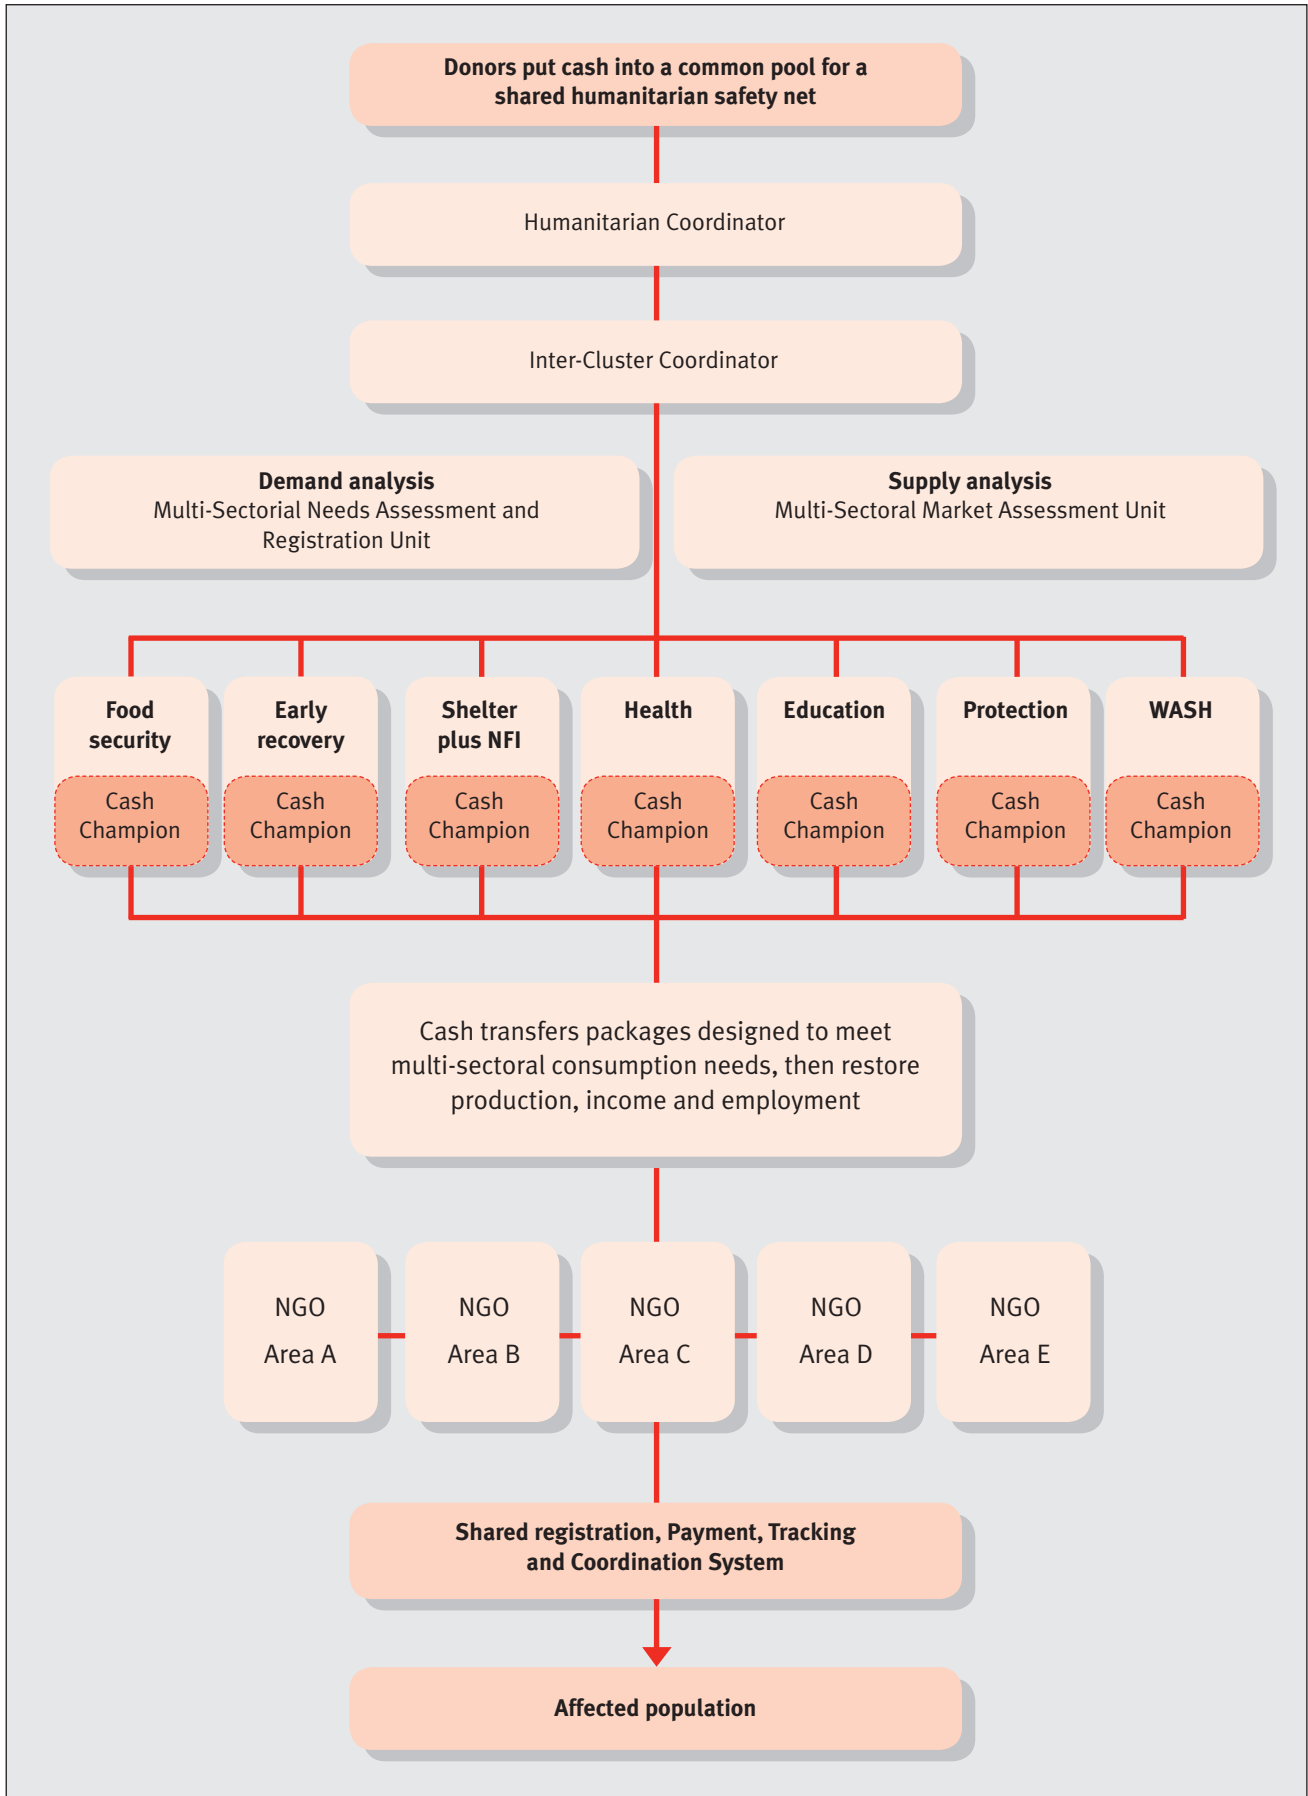 Donors put cash into a common pool for a
shared humanitarian safety net
Humanitarian Coordinator
Inter-Cluster Coordinator
Demand analysis
Multi-Sectorial Needs Assessment and
Registration Unit
Supply analysis
Multi-Sectoral Market Assessment Unit
Food
security
Cash
Champion
Early
recovery
Cash
Champion
Shelter
plus NFI
Cash
Champion
Health
Cash
Champion
Education
Cash
Champion
Protection
Cash
Champion
WASH
Cash
Champion
Cash transfers packages designed to meet
multi-sectoral consumption needs, then restore
production, income and employment
NGO
Area A
NGO
Area B
NGO
Area C
NGO
Area D
NGO
Area E
Shared registration, Payment, Tracking
and Coordination System
Affected population